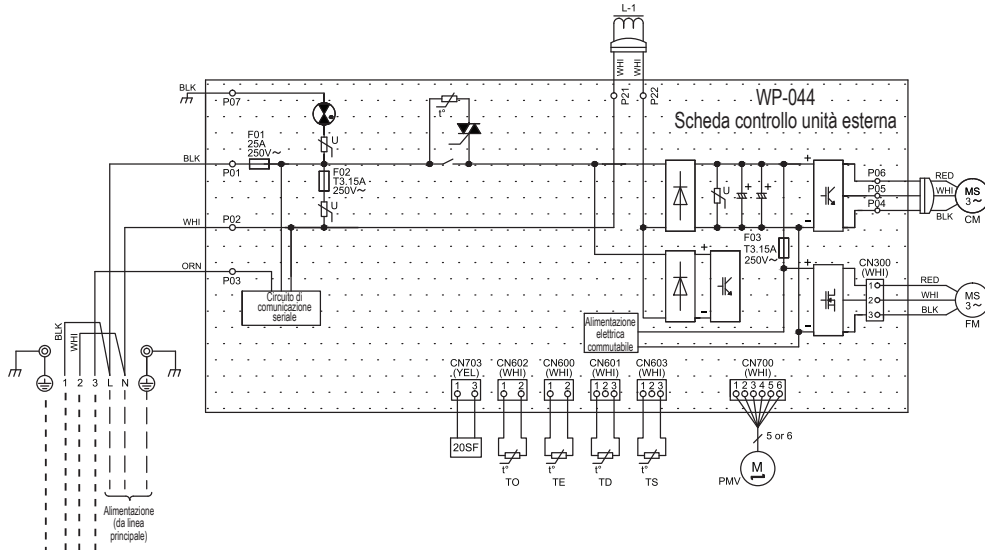 L-1
WHI
WHI
BLK
P07
P21
P22
WP-044
Scheda controllo unità esterna
t°
U
F01
25A
250V~
BLK
P01
F02
T3.15A
250V~
U
+
P06
RED
P05
WHI
P04
BLK
MS
3~
CM
U
+
+
-
WHI
P02
F03
T3.15A
250V~
ORN
P03
+
-
+
-
CN300
(WHI)
1
2
3
RED
WHI
BLK
MS
3~
FM
Circuito di
comunicazione
seriale
Alimentazione
elettrica
commutabile
BLK
WHI
1 2 3 L N
CN703
(YEL)
1 3
CN602
(WHI)
1 2
CN600
(WHI)
1 2
CN601
(WHI)
1 2 3
CN603
(WHI)
1 2 3
CN700
(WHI)
1 2 3 4 5 6
20SF
t°
TO
t°
TE
t°
TD
t°
TS
5 or 6
M
PMV
Alimentazione
(da linea
principale)